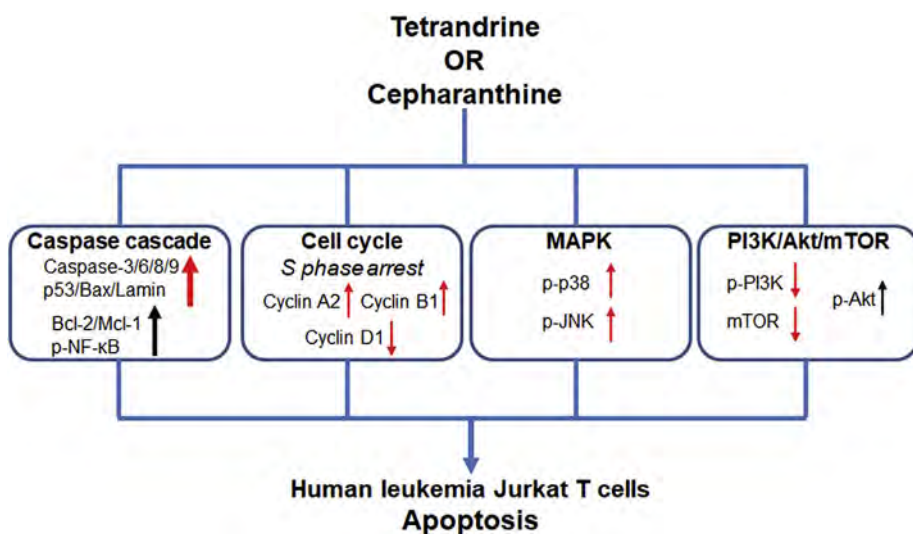 Tetrandrine
OR
Cepharanthine
Caspase cascade
Caspase-3/6/8/9
p53/Bax/Lamin
Bcl-2/Mcl-1
p-NF-κB
Cell cycle
S phase arrest
Cyclin A2 Cyclin B1
Cyclin D1
MAPK
p-p38
p-JNK
PI3K/Akt/mTOR
p-PI3K
p-Akt
mTOR
Human leukemia Jurkat T cells
Apoptosis